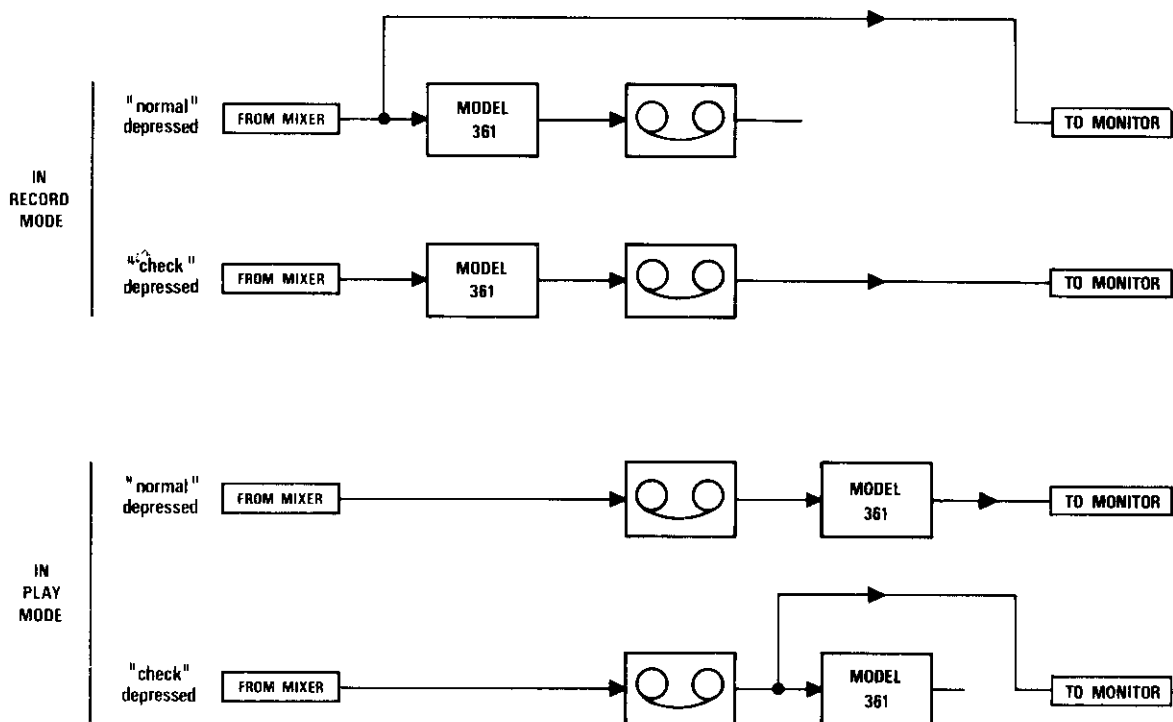 "normal"
depressed
FROM MIXER
MODEL
361
TO MONITOR
IN
RECORD
MODE
"check"
depressed
FROM MIXER
MODEL
361
TO MONITOR
"normal"
depressed
FROM MIXER
MODEL
361
TO MONITOR
IN
PLAY
MODE
"check"
depressed
FROM MIXER
MODEL
361
TO MONITOR